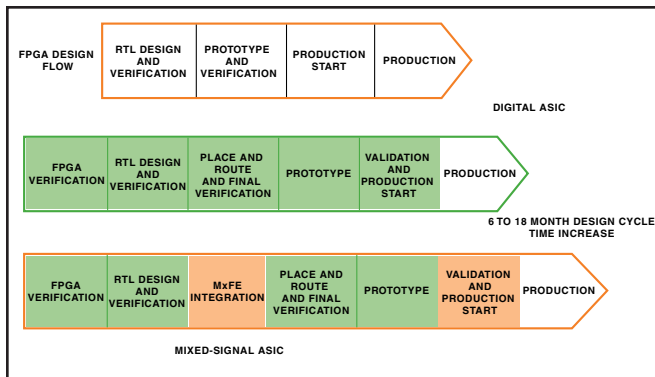 FPGA DESIGN
FLOW
RTL DESIGN
AND
VERIFICATION
PROTOTYPE
AND
VERIFICATION
PRODUCTION
START
PRODUCTION
DIGITAL ASIC
FPGA
VERIFICATION
RTL DESIGN
AND
VERIFICATION
PLACE AND
ROUTE
AND FINAL
VERIFICATION
PROTOTYPE
VALIDATION
AND
PRODUCTION
START
PRODUCTION
6 TO 18 MONTH DESIGN CYCLE
TIME INCREASE
FPGA
VERIFICATION
RTL DESIGN
AND
VERIFICATION
MxFE
INTEGRATION
PLACE AND
ROUTE
AND FINAL
VERIFICATION
PROTOTYPE
VALIDATION
AND
PRODUCTION
START
PRODUCTION
MIXED-SIGNAL ASIC